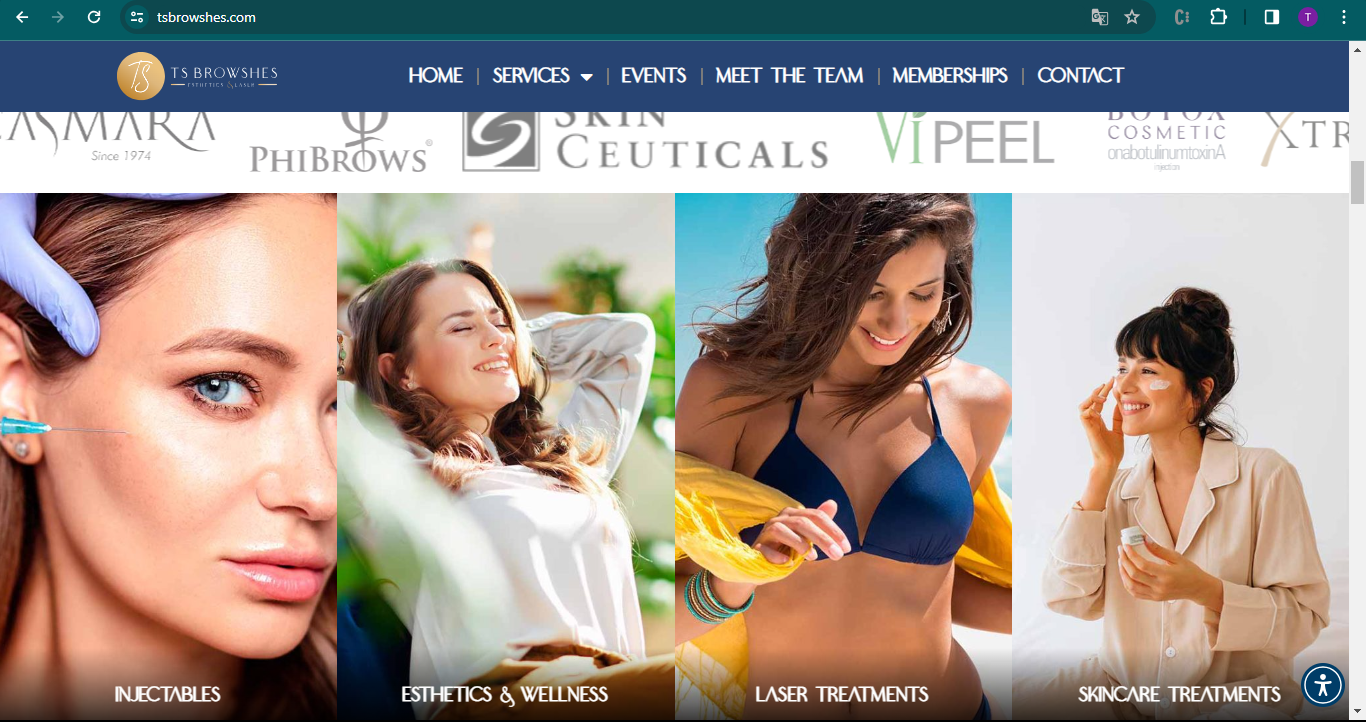 tsbrowshes.com
T
TS
TS BROWSHES
ESTHETICS & LASER
HOME
SERVICES
EVENTS
MEET THE TEAM
MEMBERSHIPS
CONTACT
ASMARA
Since 1974
PHIBROWS®
SKIN
CEUTICALS
Vi PEEL
BOTOX
COSMETIC
onabotulinumtoxinA
injection
XTR
INJECTABLES
ESTHETICS & WELLNESS
LASER TREATMENTS
SKINCARE TREATMENTS